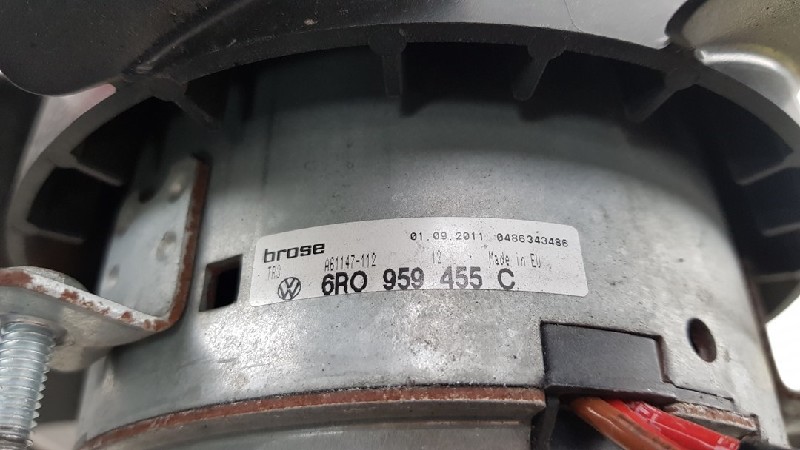 brose 01.09.2011 0486343486
A61147-112 12 Made in EU
6R0 959 455 C